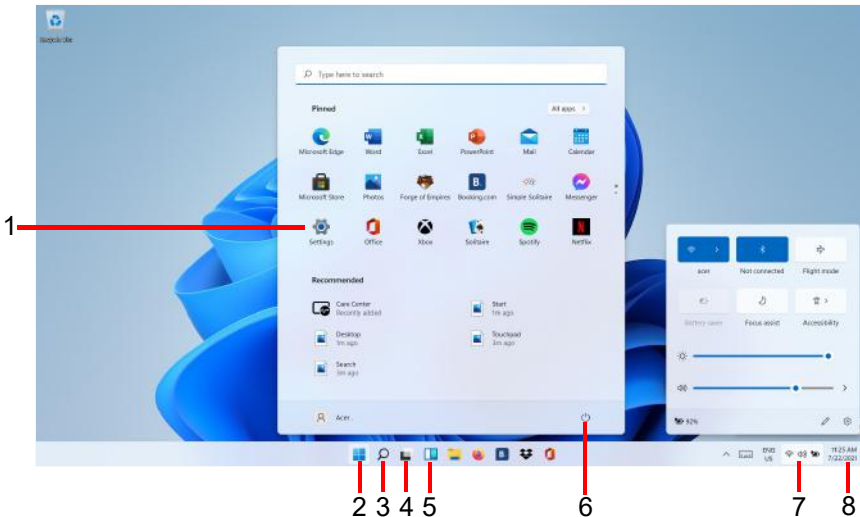 Recycle Bin
Type here to search
Pinned
All apps >
Microsoft Edge Word Excel PowerPoint Mail Calendar
B.
Microsoft Store Photos Forge of Empires Booking.com Simple Solitaire Messenger
1
N
Settings Office Xbox Solitaire Spotify Netflix
acer Not connected Flight mode
Recommended
Care Center
Recently added
Start
1m ago
Battery saver Focus assist Accessibility
Desktop
1m ago
Touchpad
3m ago
Search
3m ago
Acer .
92%
B
ENG
US
11:25 AM
7/22/2021
2 3 4 5 6 7 8